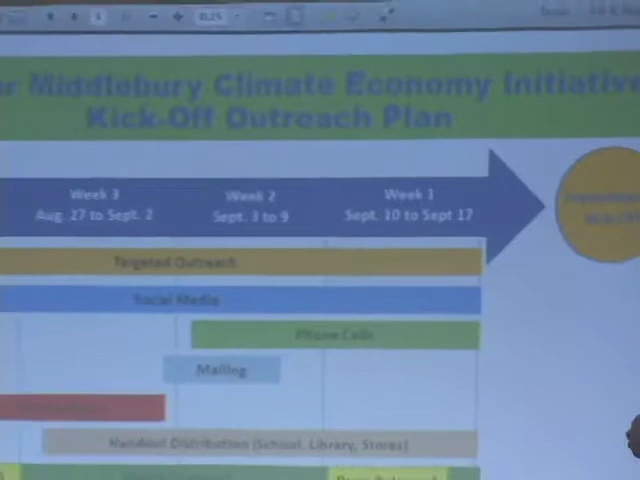 Middlebury Climate Economy Initiative
Kick-Off Outreach Plan
Week 3
Aug. 27 to Sept. 2
Week 2
Sept. 3 to 9
Week 1
Sept. 10 to Sept 17
Targeted Outreach
Social Media
Phone Calls
Mailing
Handout Distribution (School, Library, Stores)